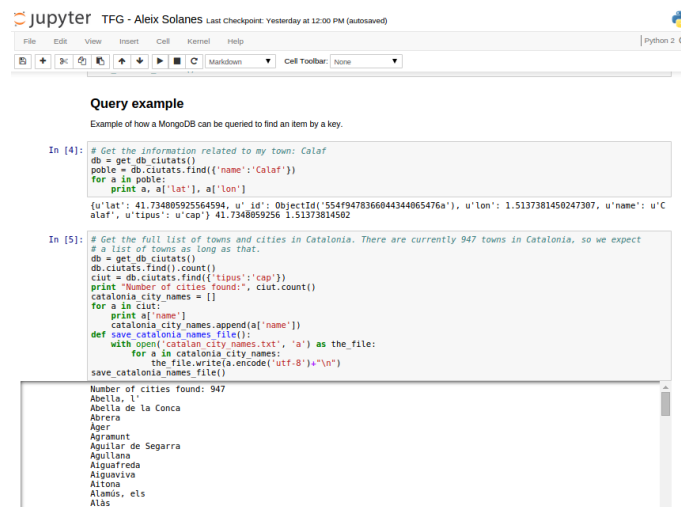 jupyter TFG - Aleix Solanes Last Checkpoint: Yesterday at 12:00 PM (autosaved)
File Edit View Insert Cell Kernel Help Python 2
Markdown Cell Toolbar: None
Query example
Example of how a MongoDB can be queried to find an item by a key.
In [4]: # Get the information related to my town: Calaf
db = get_db_ciutats()
poble = db.ciutats.find({'name':'Calaf'})
for a in poble:
    print a, a['lat'], a['lon']
{u'lat': 41.734805925564594, u'_id': ObjectId('554f9478366044344065476a'), u'lon': 1.5137381450247307, u'name': u'C
alaf', u'tipus': u'cap'} 41.7348059256 1.51373814502
In [5]: # Get the full list of towns and cities in Catalonia. There are currently 947 towns in Catalonia, so we expect
# a list of towns as long as that.
db = get_db_ciutats()
db.ciutats.find().count()
ciut = db.ciutats.find({'tipus':'cap'})
print "Number of cities found:", ciut.count()
catalonia_city_names = []
for a in ciut:
    print a['name']
    catalonia_city_names.append(a['name'])
def save_catalonia_names_file():
    with open('catalan_city_names.txt', 'a') as the_file:
        for a in catalonia_city_names:
            the_file.write(a.encode('utf-8')+"\n")
save_catalonia_names_file()
Number of cities found: 947
Abella, l'
Abella de la Conca
Abrera
Àger
Agramunt
Aguilar de Segarra
Agullana
Aiguafreda
Aiguaviva
Aitona
Alamús, els
Alàs